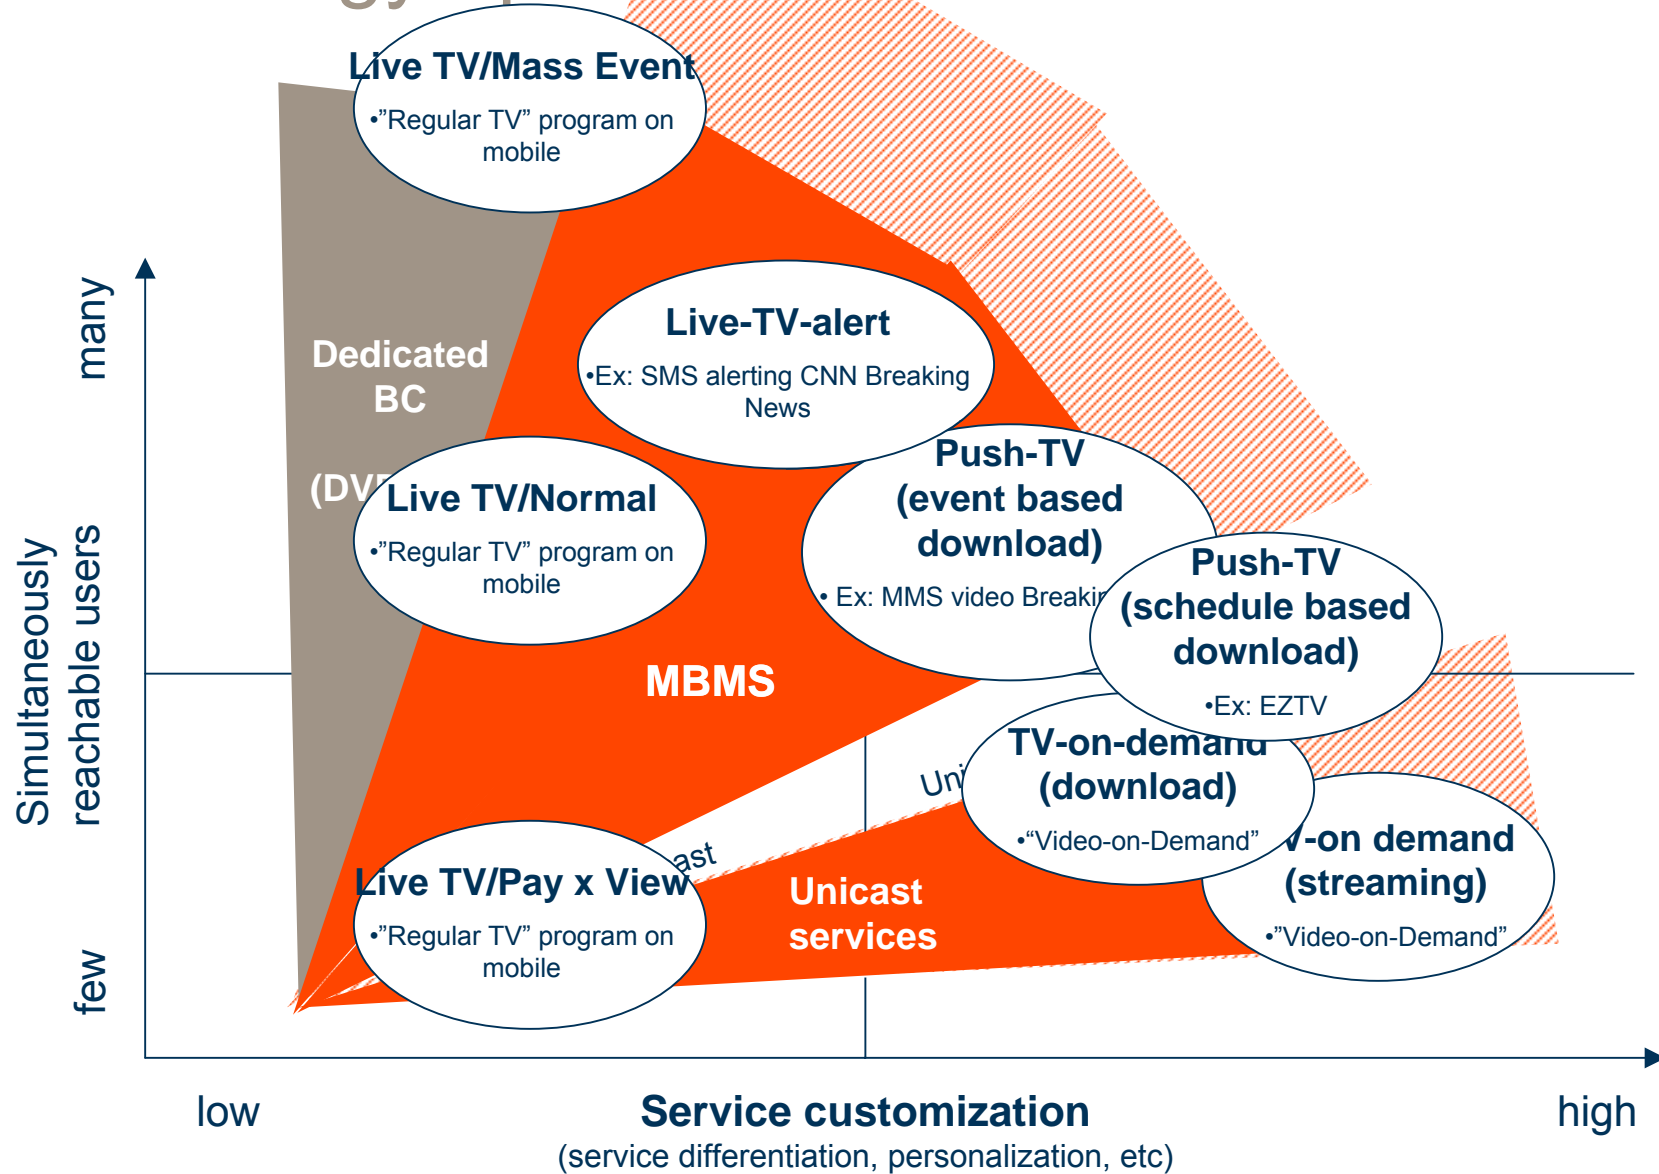 Live TV/Mass Event
•”Regular TV” program on
mobile
many
Simultaneously
reachable users
few
Dedicated
BC
Live-TV-alert
•Ex: SMS alerting CNN Breaking
News
Live TV/Normal
•”Regular TV” program on
mobile
Push-TV
(event based
download)
• Ex: MMS video
Push-TV
(schedule based
download)
•Ex: EZTV
MBMS
TV-on-demand
(download)
•“Video-on-Demand”
V-on demand
(streaming)
•”Video-on-Demand”
Live TV/Pay x View
•”Regular TV” program on
mobile
Unicast
services
low
Service customization
high
(service differentiation, personalization, etc)